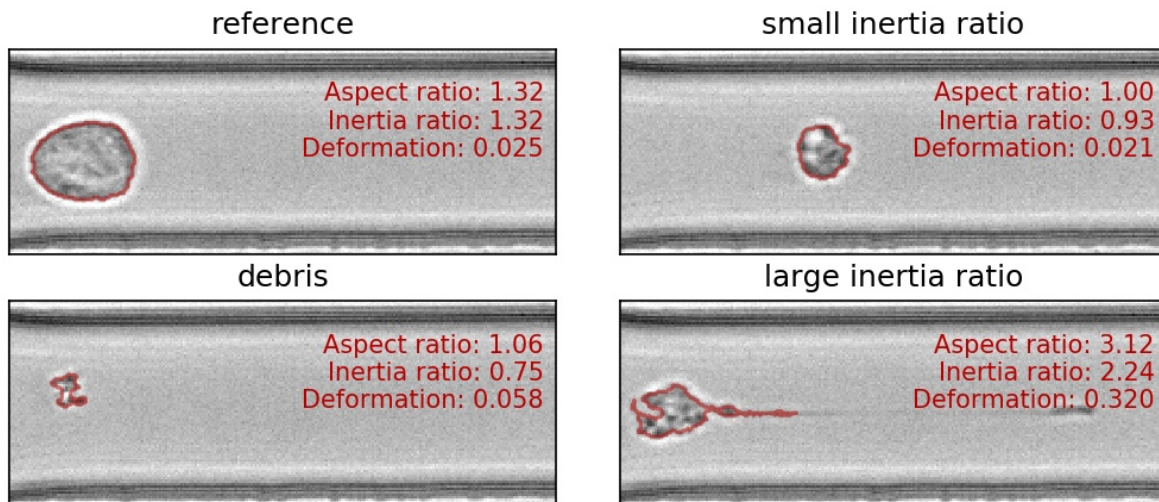 reference
Aspect ratio: 1.32
Inertia ratio: 1.32
Deformation: 0.025
small inertia ratio
Aspect ratio: 1.00
Inertia ratio: 0.93
Deformation: 0.021
debris
Aspect ratio: 1.06
Inertia ratio: 0.75
Deformation: 0.058
large inertia ratio
Aspect ratio: 3.12
Inertia ratio: 2.24
Deformation: 0.320